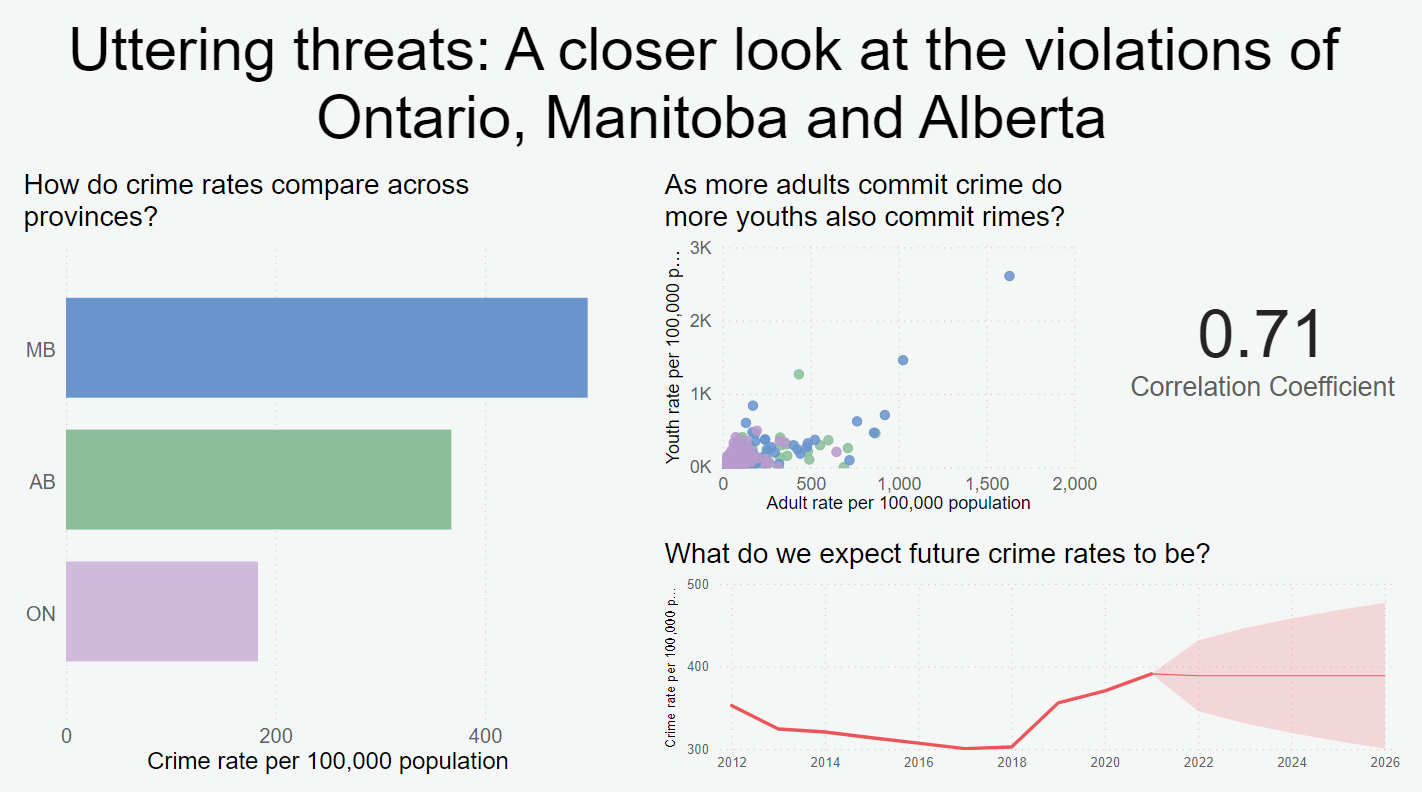 Uttering threats: A closer look at the violations of
Ontario, Manitoba and Alberta
How do crime rates compare across
provinces?
MB
AB
ON
0
200
400
Crime rate per 100,000 population
As more adults commit crime do
more youths also commit rimes?
Youth rate per 100,000 p...
3K
2K
1K
0K
0
500
1,000
1,500
2,000
Adult rate per 100,000 population
0.71
Correlation Coefficient
What do we expect future crime rates to be?
Crime rate per 100,000 p...
500
400
300
2012
2014
2016
2018
2020
2022
2024
2026